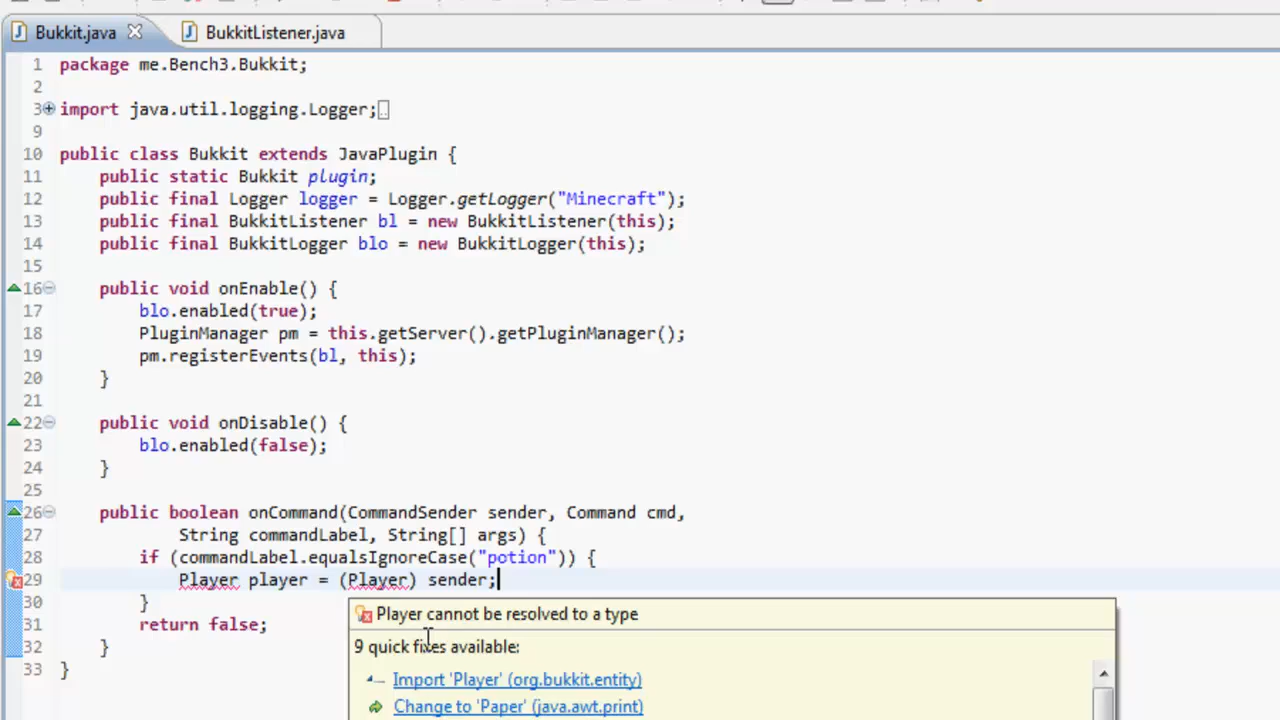 Bukkit.java
BukkitListener.java
1 package me.Bench3.Bukkit;
2
3 import java.util.logging.Logger;
9
10 public class Bukkit extends JavaPlugin {
11 public static Bukkit plugin;
12 public final Logger logger = Logger.getLogger("Minecraft");
13 public final BukkitListener bl = new BukkitListener(this);
14 public final BukkitLogger blo = new BukkitLogger(this);
15
16 public void onEnable() {
17 blo.enabled(true);
18 PluginManager pm = this.getServer().getPluginManager();
19 pm.registerEvents(bl, this);
20 }
21
22 public void onDisable() {
23 blo.enabled(false);
24 }
25
26 public boolean onCommand(CommandSender sender, Command cmd,
27 String commandLabel, String[] args) {
28 if (commandLabel.equalsIgnoreCase("potion")) {
29 Player player = (Player) sender;
30 }
31 return false;
32 }
33 }
Player cannot be resolved to a type
9 quick fixes available:
Import 'Player' (org.bukkit.entity)
Change to 'Paper' (java.awt.print)